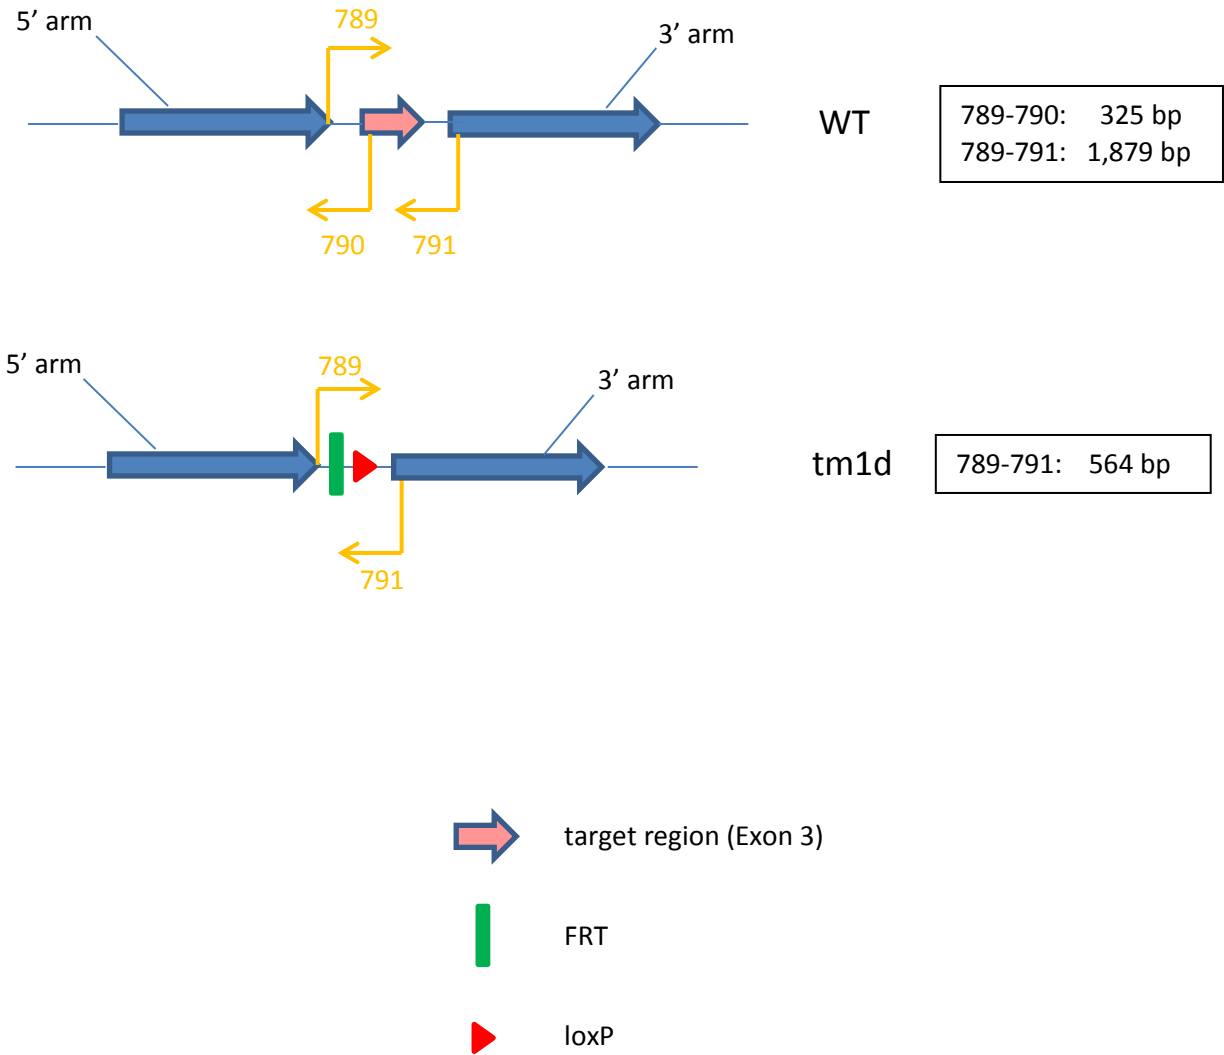 5’ arm
789
3’ arm
790
791
WT
789-790: 325 bp
789-791: 1,879 bp
5’ arm
789
3’ arm
791
tm1d
789-791: 564 bp
target region (Exon 3)
FRT
loxP